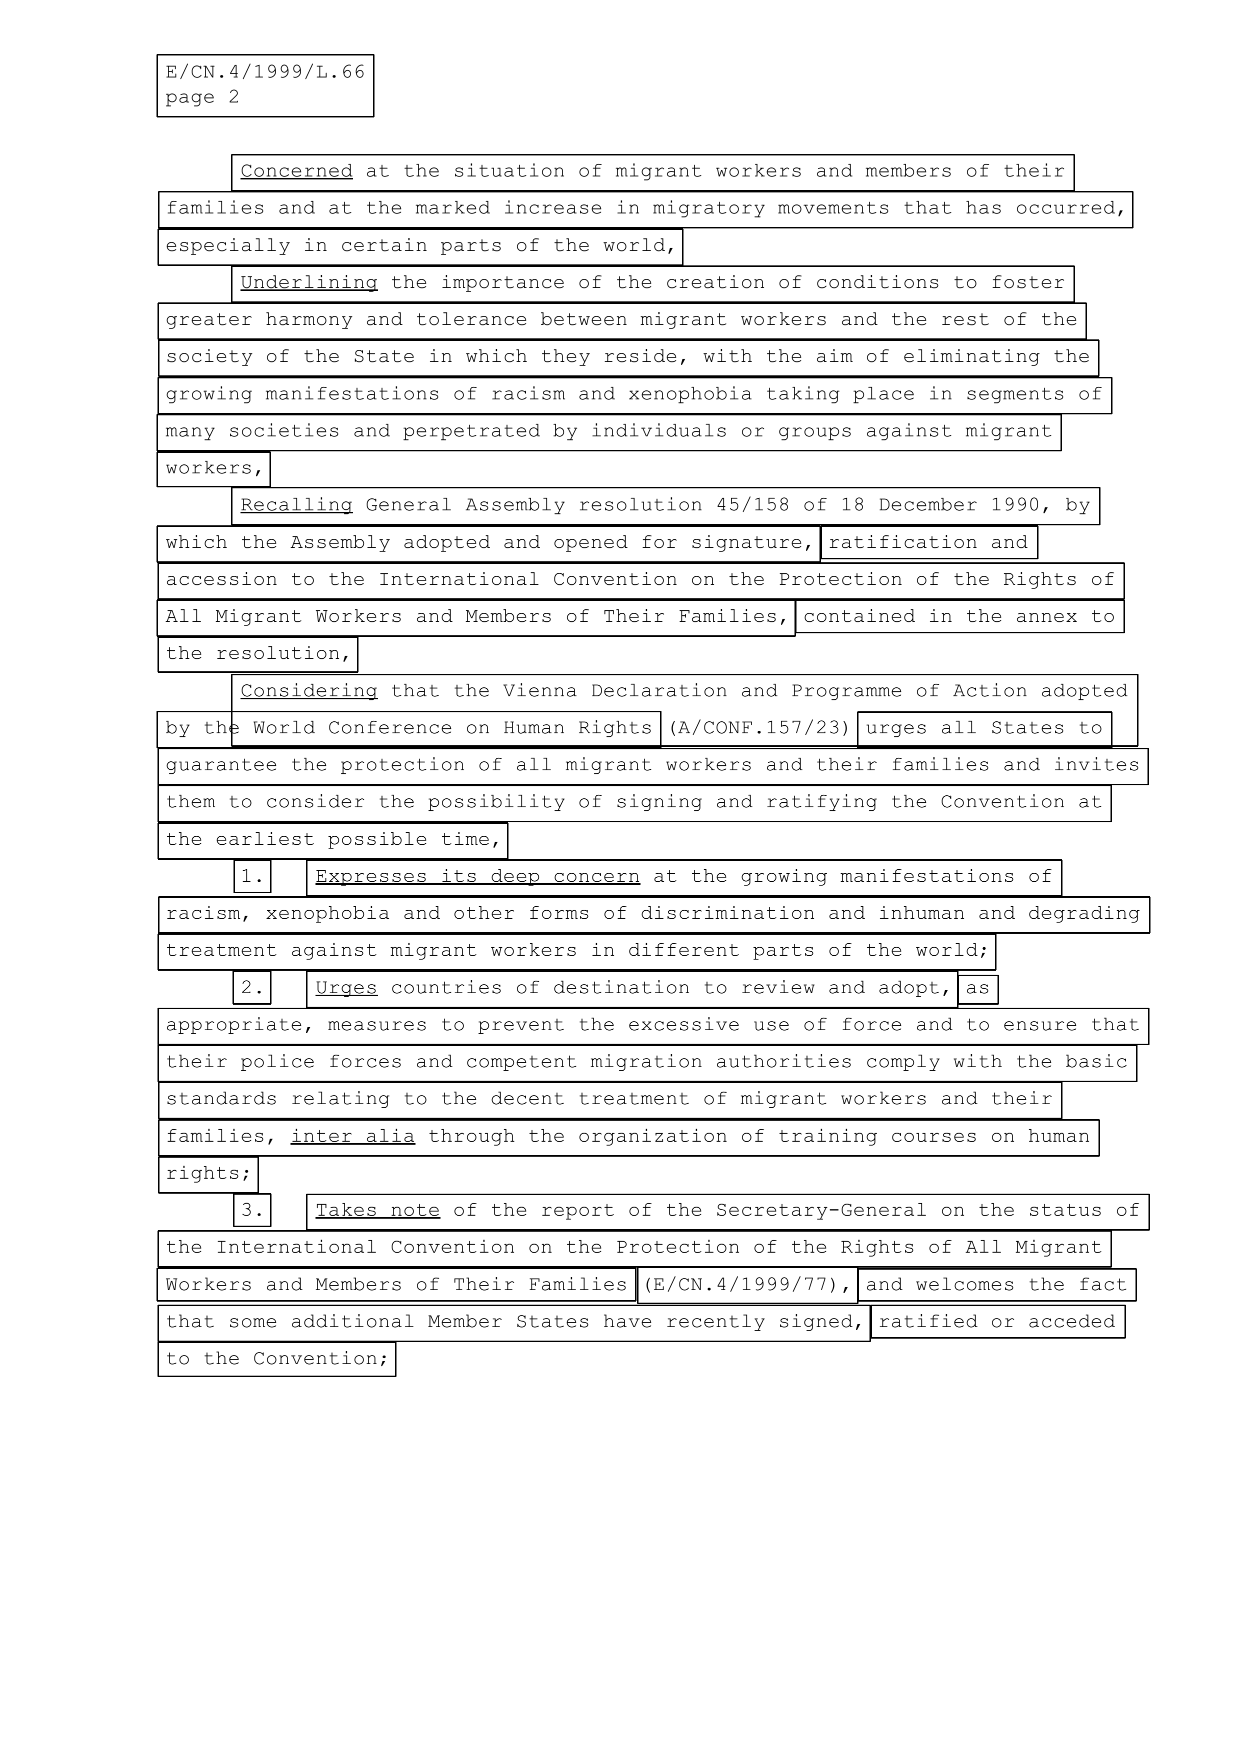 E/CN.4/1999/L.66
page 2
Concerned at the situation of migrant workers and members of their
families and at the marked increase in migratory movements that has occurred,
especially in certain parts of the world,
Underlining the importance of the creation of conditions to foster
greater harmony and tolerance between migrant workers and the rest of the
society of the State in which they reside, with the aim of eliminating the
growing manifestations of racism and xenophobia taking place in segments of
many societies and perpetrated by individuals or groups against migrant
workers,
Recalling General Assembly resolution 45/158 of 18 December 1990, by
which the Assembly adopted and opened for signature, ratification and
accession to the International Convention on the Protection of the Rights of
All Migrant Workers and Members of Their Families, contained in the annex to
the resolution,
Considering that the Vienna Declaration and Programme of Action adopted
by the World Conference on Human Rights (A/CONF.157/23) urges all States to
guarantee the protection of all migrant workers and their families and invites
them to consider the possibility of signing and ratifying the Convention at
the earliest possible time,
1. Expresses its deep concern at the growing manifestations of
racism, xenophobia and other forms of discrimination and inhuman and degrading
treatment against migrant workers in different parts of the world;
2. Urges countries of destination to review and adopt, as
appropriate, measures to prevent the excessive use of force and to ensure that
their police forces and competent migration authorities comply with the basic
standards relating to the decent treatment of migrant workers and their
families, inter alia through the organization of training courses on human
rights;
3. Takes note of the report of the Secretary-General on the status of
the International Convention on the Protection of the Rights of All Migrant
Workers and Members of Their Families (E/CN.4/1999/77), and welcomes the fact
that some additional Member States have recently signed, ratified or acceded
to the Convention;